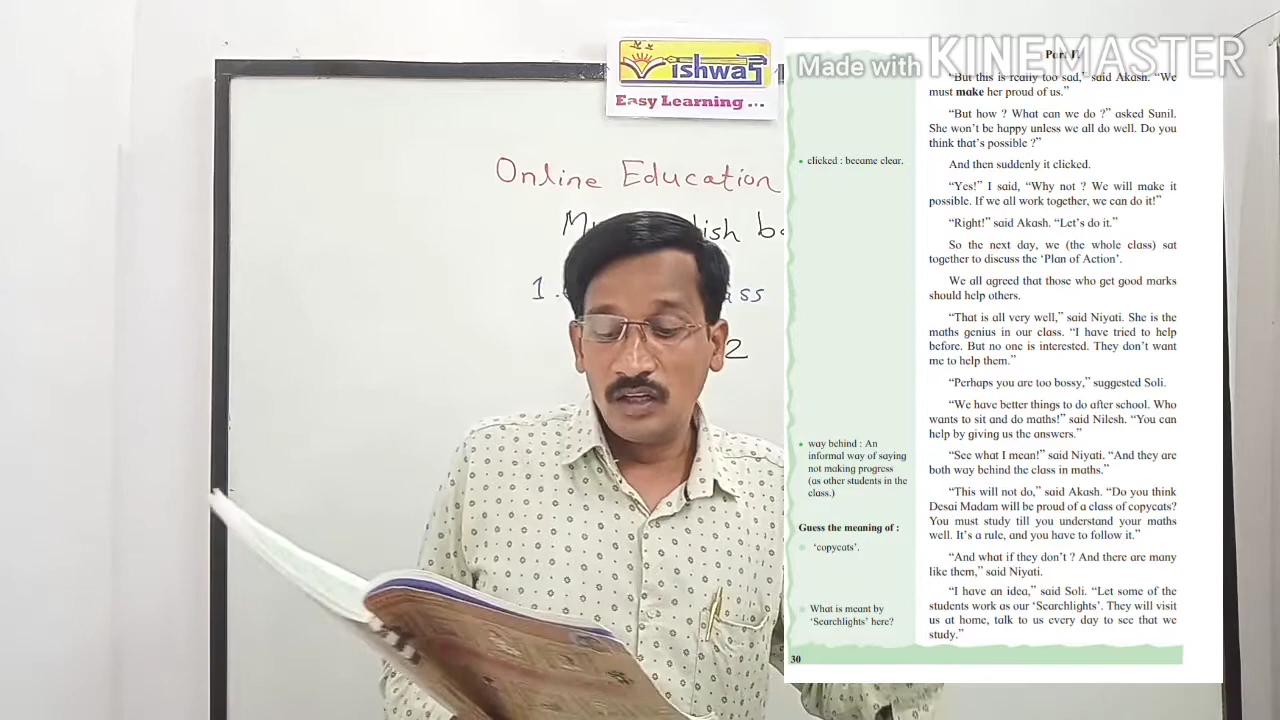 ishwa
Easy Learning ...
Online Education
ish
1.
ass
2
Made with KINEMASTER
Part II
“But this is really too sad,” said Akash. “We
must make her proud of us.”
“But how ? What can we do ?” asked Sunil.
She won’t be happy unless we all do well. Do you
think that’s possible ?”
• clicked : became clear.
And then suddenly it clicked.
“Yes!” I said, “Why not ? We will make it
possible. If we all work together, we can do it!”
“Right!” said Akash. “Let’s do it.”
So the next day, we (the whole class) sat
together to discuss the ‘Plan of Action’.
We all agreed that those who get good marks
should help others.
“That is all very well,” said Niyati. She is the
maths genius in our class. “I have tried to help
before. But no one is interested. They don’t want
me to help them.”
“Perhaps you are too bossy,” suggested Soli.
“We have better things to do after school. Who
wants to sit and do maths!” said Nilesh. “You can
help by giving us the answers.”
• way behind : An
informal way of saying
not making progress
(as other students in the
class.)
“See what I mean!” said Niyati. “And they are
both way behind the class in maths.”
“This will not do,” said Akash. “Do you think
Desai Madam will be proud of a class of copycats?
You must study till you understand your maths
well. It’s a rule, and you have to follow it.”
Guess the meaning of :
‘copycats’.
“And what if they don’t ? And there are many
like them,” said Niyati.
“I have an idea,” said Soli. “Let some of the
students work as our ‘Searchlights’. They will visit
us at home, talk to us every day to see that we
study.”
What is meant by
‘Searchlights’ here?
30